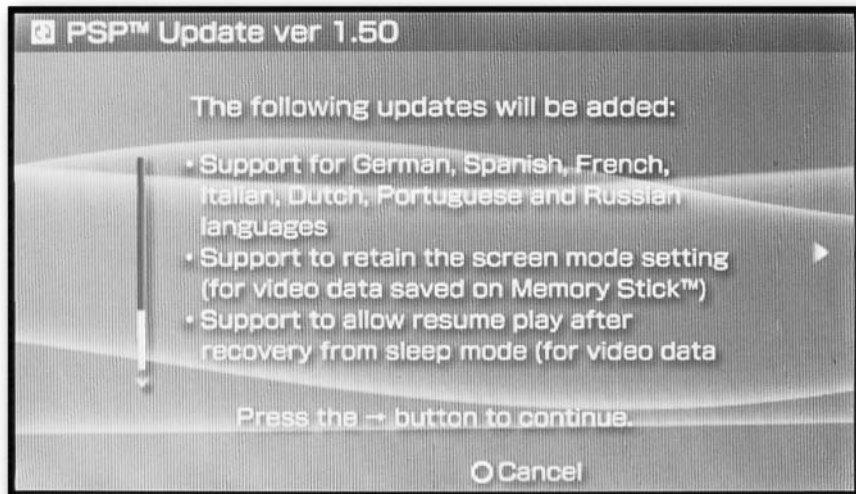 PSP™ Update ver 1.50
The following updates will be added:
• Support for German, Spanish, French,
Italian, Dutch, Portuguese and Russian
languages
• Support to retain the screen mode setting
(for video data saved on Memory Stick™)
• Support to allow resume play after
recovery from sleep mode (for video data
Press the → button to continue.
Cancel